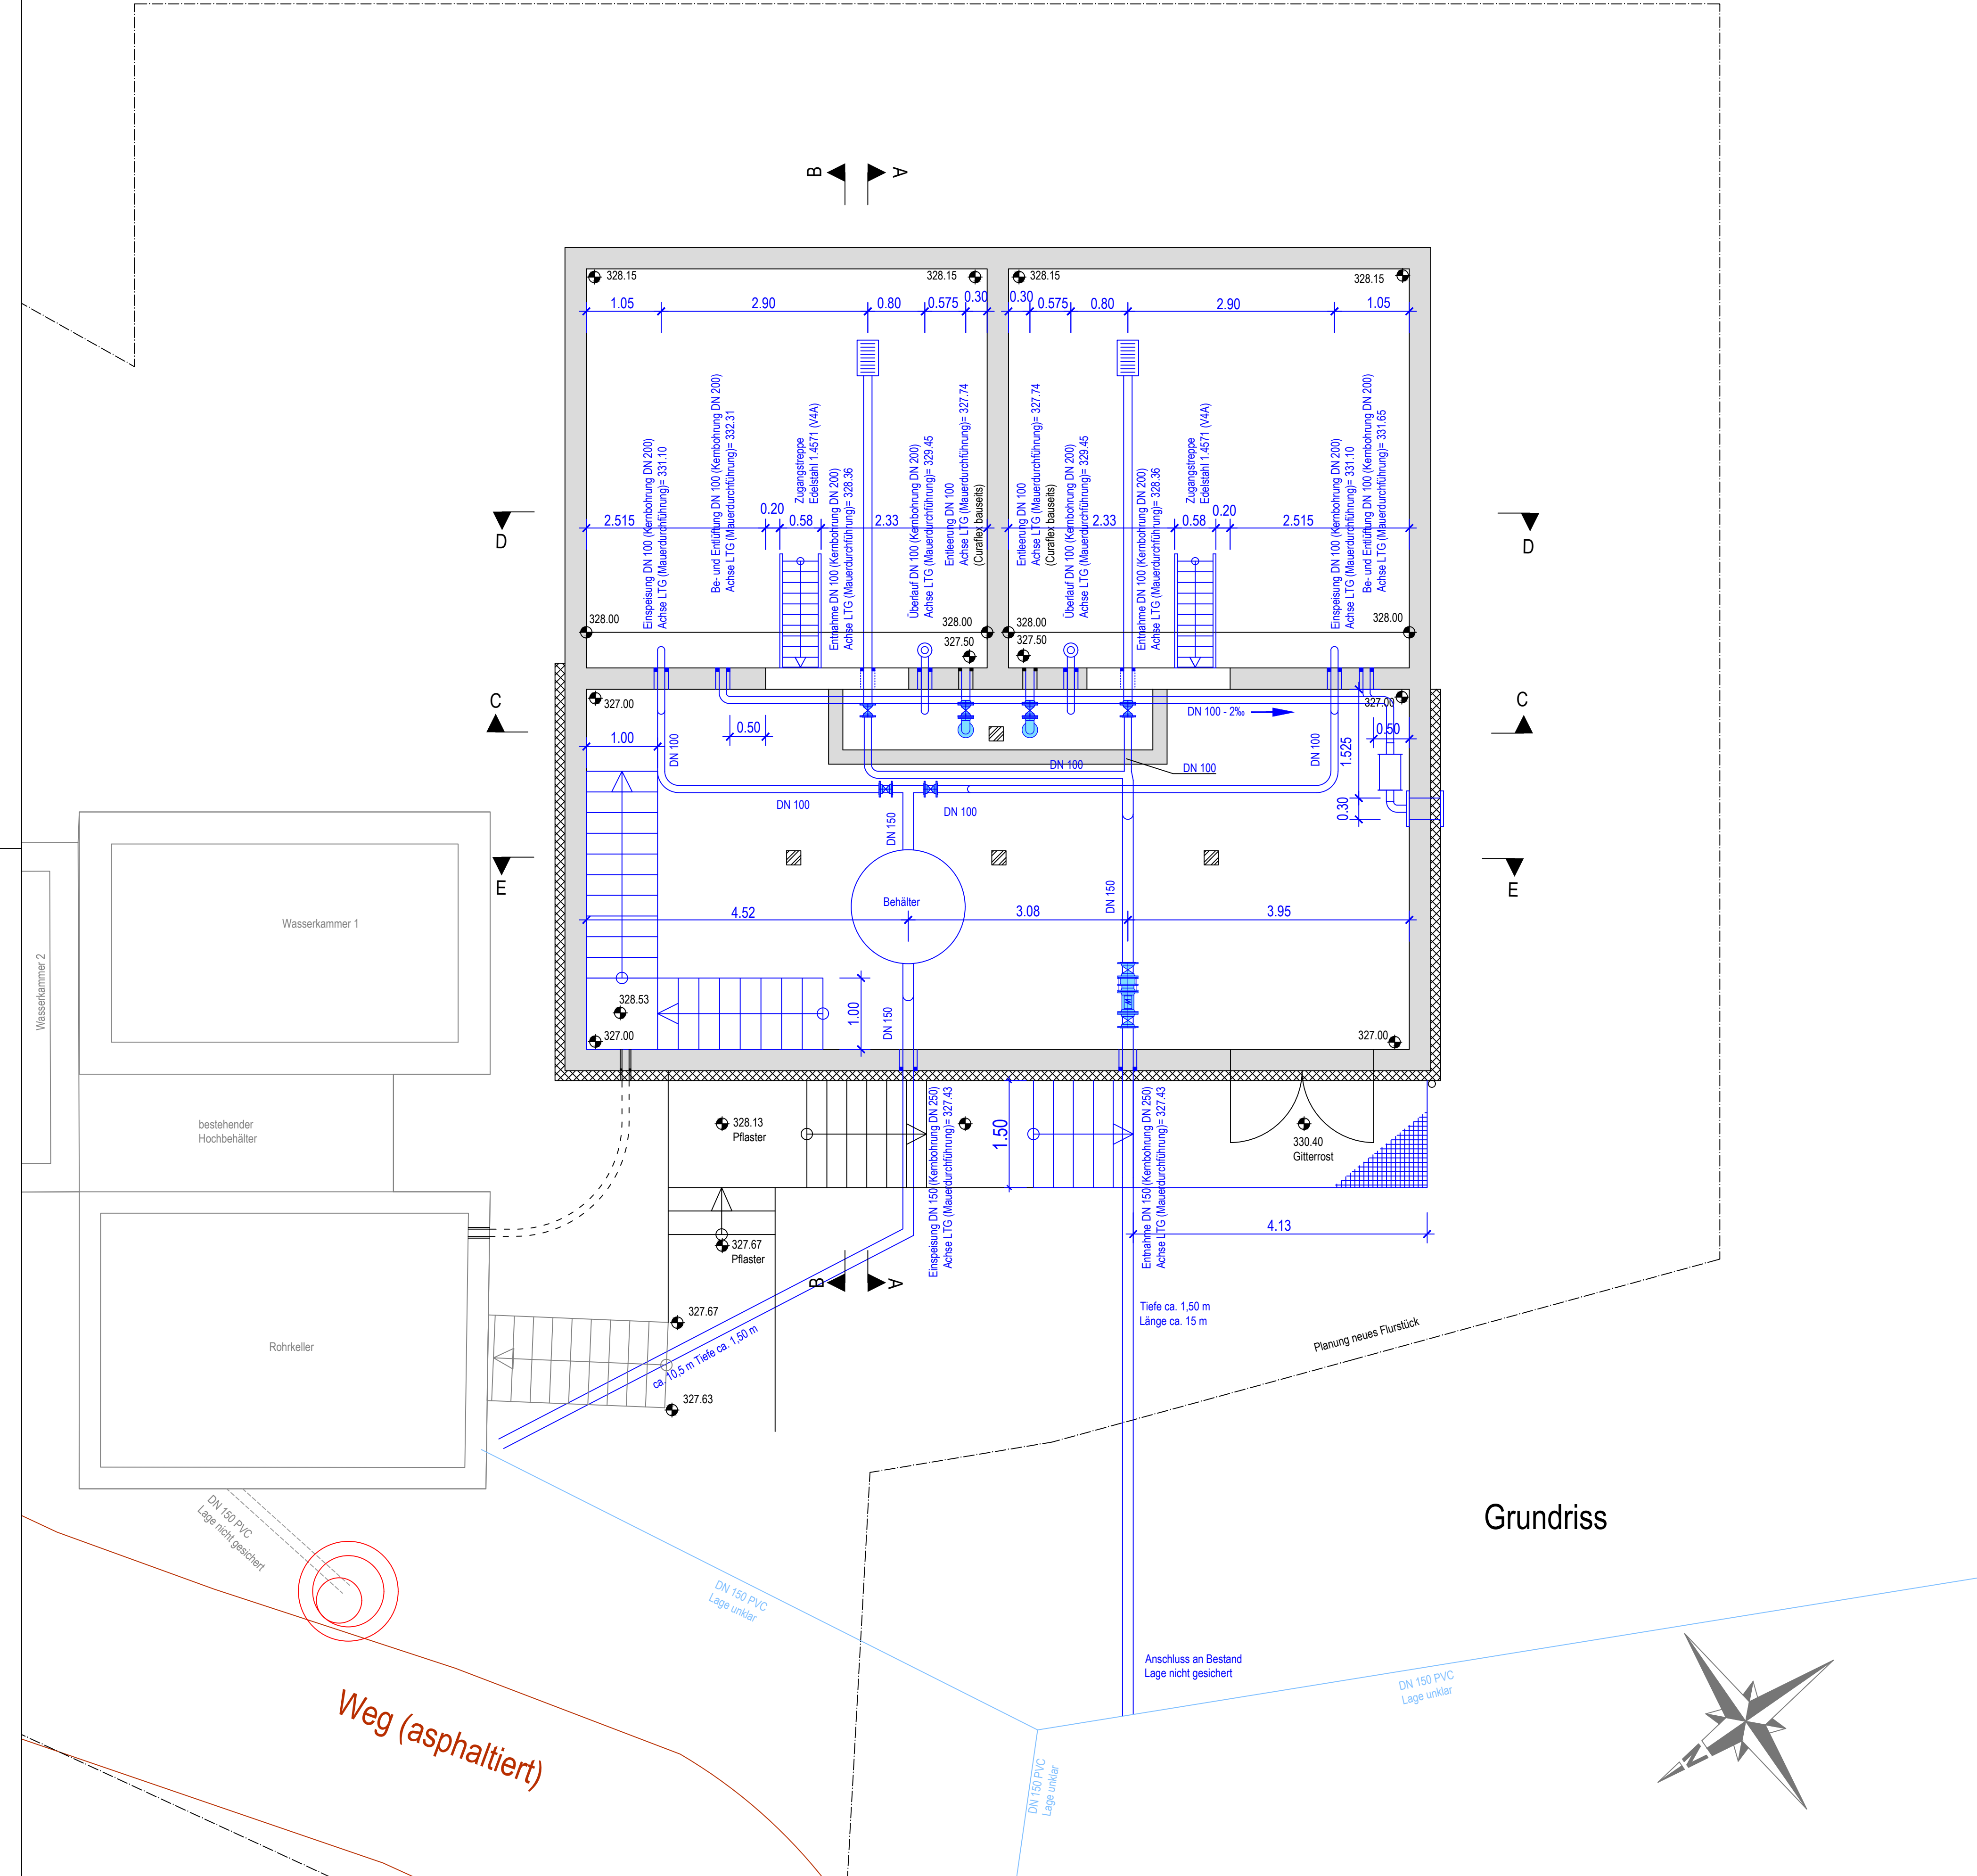 B
A
328.15
328.15
328.15
328.15
1.05
2.90
0.80
0.575
0.30
0.30
0.575
0.80
2.90
1.05
Einspeisung DN 100 (Kernbohrung DN 200)
Achse LTG (Mauerdurchführung)= 331.10
Be- und Entlüftung DN 100 (Kernbohrung DN 200)
Achse LTG (Mauerdurchführung)= 332.31
Zugangstreppe
Edelstahl 1.4571 (V4A)
Entnahme DN 100 (Kernbohrung DN 200)
Achse LTG (Mauerdurchführung)= 328.36
Überlauf DN 100 (Kernbohrung DN 200)
Achse LTG (Mauerdurchführung)= 329.45
Entleerung DN 100
Achse LTG (Mauerdurchführung)= 327.74
(Curaflex bauseits)
Entleerung DN 100
Achse LTG (Mauerdurchführung)= 327.74
(Curaflex bauseits)
Überlauf DN 100 (Kernbohrung DN 200)
Achse LTG (Mauerdurchführung)= 329.45
Entnahme DN 100 (Kernbohrung DN 200)
Achse LTG (Mauerdurchführung)= 328.36
Zugangstreppe
Edelstahl 1.4571 (V4A)
Einspeisung DN 100 (Kernbohrung DN 200)
Achse LTG (Mauerdurchführung)= 331.10
Be- und Entlüftung DN 100 (Kernbohrung DN 200)
Achse LTG (Mauerdurchführung)= 331.65
D
D
2.515
0.20
0.58
2.33
2.33
0.58
0.20
2.515
328.00
328.00
327.50
328.00
327.50
328.00
C
C
327.00
327.00
DN 100 - 2‰
1.00
0.50
0.50
1.525
0.30
DN 100
DN 100
DN 100
DN 100
DN 100
DN 100
DN 150
E
E
Behälter
DN 150
4.52
3.08
3.95
328.53
327.00
327.00
1.00
DN 150
Wasserkammer 1
Wasserkammer 2
bestehender
Hochbehälter
Rohrkeller
328.13
Pflaster
1.50
330.40
Gitterrost
Einspeisung DN 150 (Kernbohrung DN 250)
Achse LTG (Mauerdurchführung)= 327.43
Entnahme DN 150 (Kernbohrung DN 250)
Achse LTG (Mauerdurchführung)= 327.43
4.13
327.67
Pflaster
B
A
327.67
ca. 10,5 m Tiefe ca. 1,50 m
327.63
Tiefe ca. 1,50 m
Länge ca. 15 m
Planung neues Flurstück
Grundriss
DN 150 PVC
Lage nicht gesichert
DN 150 PVC
Lage unklar
Anschluss an Bestand
Lage nicht gesichert
DN 150 PVC
Lage unklar
DN 150 PVC
Lage unklar
Weg (asphaltiert)
N